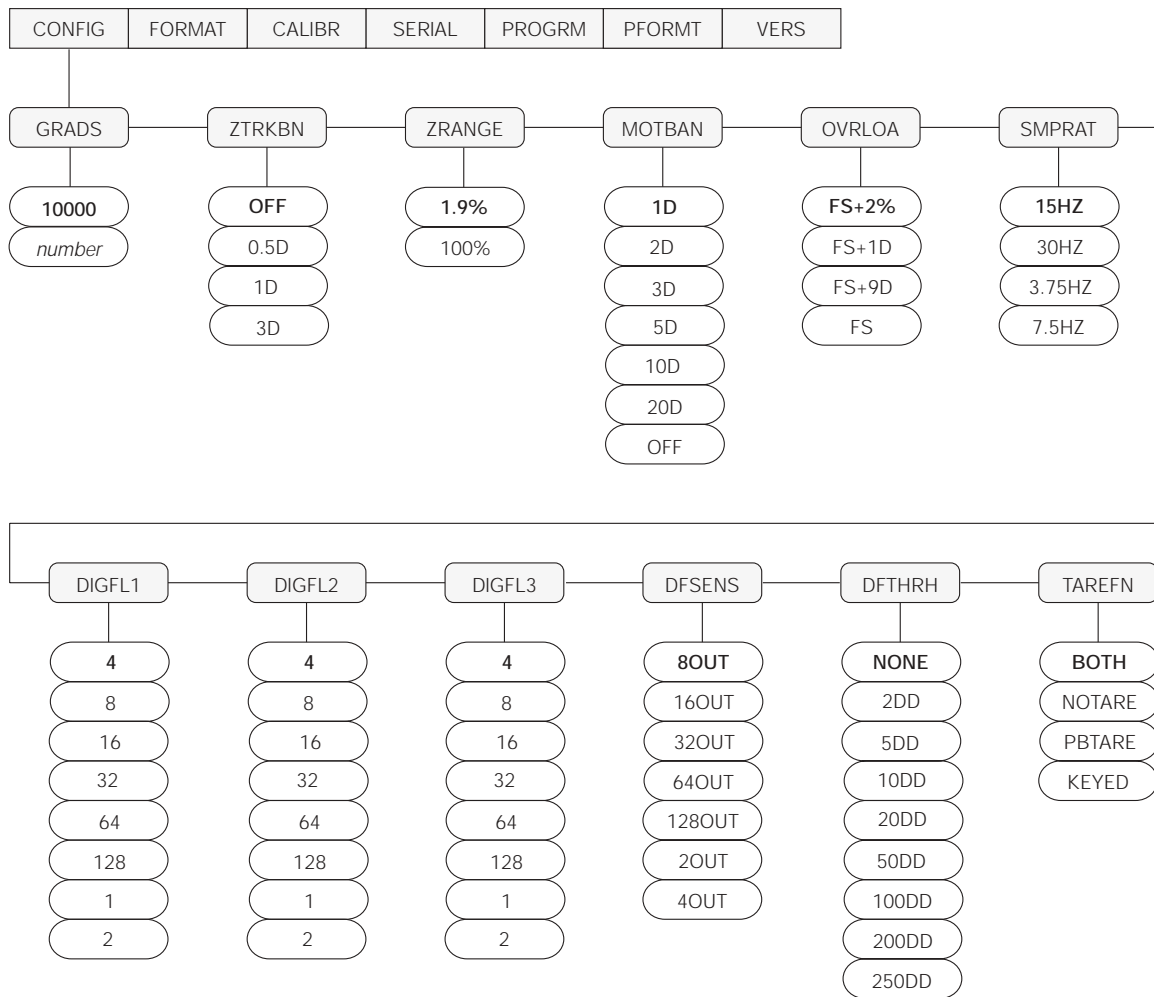 CONFIG FORMAT CALIBR SERIAL PROGRM PFORMT VERS
GRADS ZTRKBN ZRANGE MOTBAN OVRLOA SMPRAT
10000 OFF 1.9% 1D FS+2% 15HZ
number 0.5D 100% 2D FS+1D 30HZ
1D 3D FS+9D 3.75HZ
3D 5D FS 7.5HZ
10D
20D
OFF
DIGFL1 DIGFL2 DIGFL3 DFSENS DFTHRH TAREFN
4 4 4 8OUT NONE BOTH
8 8 8 16OUT 2DD NOTARE
16 16 16 32OUT 5DD PBTARE
32 32 32 64OUT 10DD KEYED
64 64 64 128OUT 20DD
128 128 128 2OUT 50DD
1 1 1 4OUT 100DD
2 2 2 200DD
250DD